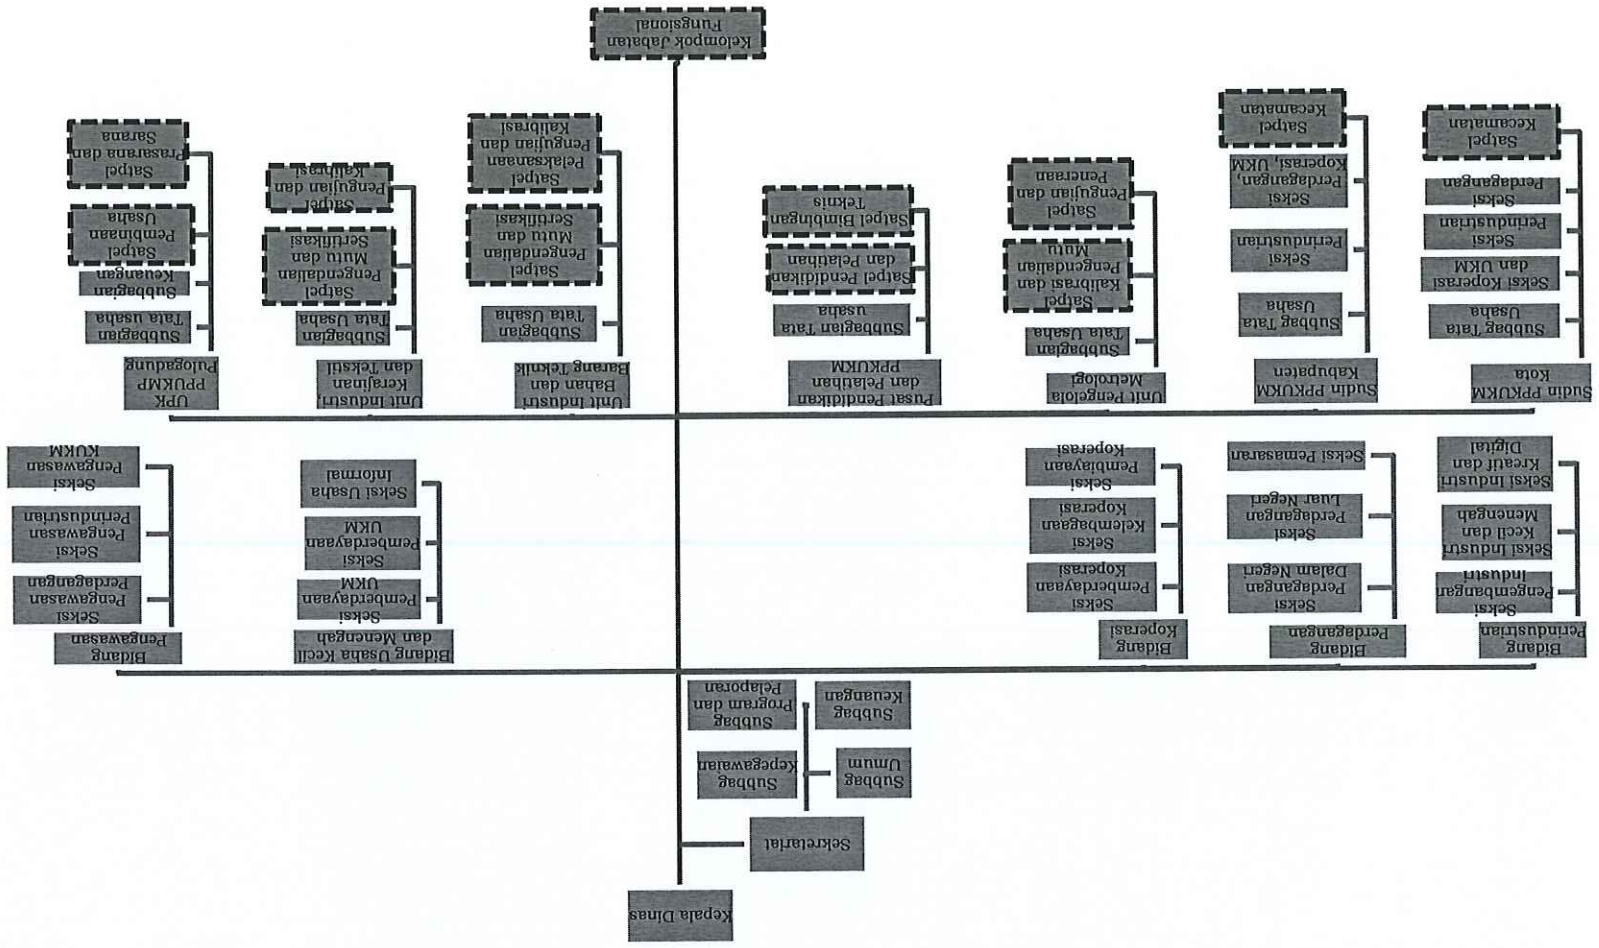 Kepala Dinas
Sekretariat
Subbag
Umum
Subbag
Kepegawaian
Subbag
Keuangan
Subbag
Program dan
Pelaporan
Bidang
Perindustrian
Seksi
Pengembangan
Industri
Seksi Industri
Kecil dan
Menengah
Seksi Industri
Kreatif dan
Digital
Bidang
Perdagangan
Seksi
Perdagangan
Dalam Negeri
Seksi
Perdagangan
Luar Negeri
Seksi Pemasaran
Bidang
Koperasi,
Seksi
Pemberdayaan
Koperasi
Seksi
Kelembagaan
Koperasi
Seksi
Pembiayaan
Koperasi
Bidang Usaha Kecil
dan Menengah
Seksi
Pemberdayaan
UKM
Seksi
Pemberdayaan
UKM
Seksi Usaha
Informal
Bidang
Pengawasan
Seksi
Pengawasan
Perdagangan
Seksi
Pengawasan
Perindustrian
Seksi
Pengawasan
KUKM
Sudin PPKUKM
Kota
Subbag Tata
Usaha
Seksi Koperasi
dan UKM
Seksi
Perindustrian
Seksi
Perdagangan
Satpel
Kecamatan
Sudin PPKUKM
Kabupaten
Subbag Tata
Usaha
Seksi
Perindustrian
Seksi
Perdagangan,
Koperasi, UKM
Satpel
Kecamatan
Unit Pengelola
Metrologi
Subbagian
Tata Usaha
Satpel
Kalibrasi dan
Pengendalian
Mutu
Satpel
Pengujian dan
Peneraan
Pusat Pendidikan
dan Pelatihan
PPKUKM
Subbagian Tata
usaha
Satpel Pendidikan
dan Pelatihan
Satpel Bimbingan
Teknis
Unit Industri
Bahan dan
Barang Teknik
Subbagian
Tata Usaha
Satpel
Pengendalian
Mutu dan
Sertifikasi
Satpel
Pelaksanaan
Pengujian dan
Kalibrasi
Unit Industri,
Kerajinan
dan Tekstil
Subbagian
Tata Usaha
Satpel
Pengendalian
Mutu dan
Sertifikasi
Satpel
Pengujian dan
Kalibrasi
UPK
PPUKMP
Pulogadung
Subbagian
Tata usaha
Subbagian
Keuangan
Satpel
Pembinaan
Usaha
Satpel
Prasarana dan
Sarana
Kelompok Jabatan
Fungsional